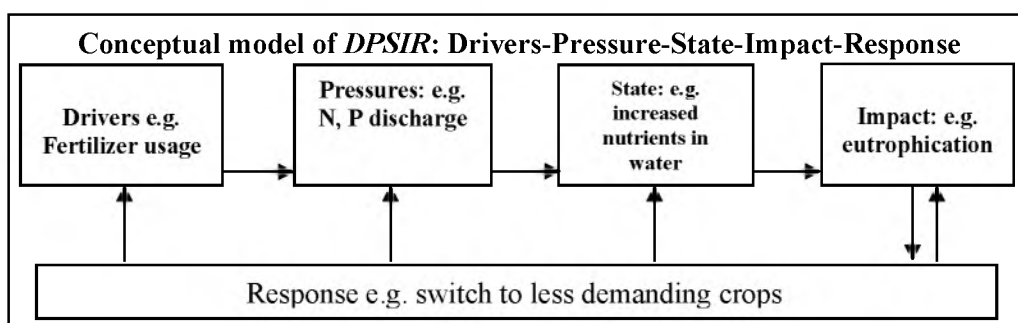 Conceptual model of DPSIR: Drivers-Pressure-State-Impact-Response
Drivers e.g.
Fertilizer usage
Pressures: e.g.
N, P discharge
State: e.g.
increased
nutrients in
water
Impact: e.g.
eutrophication
Response e.g. switch to less demanding crops